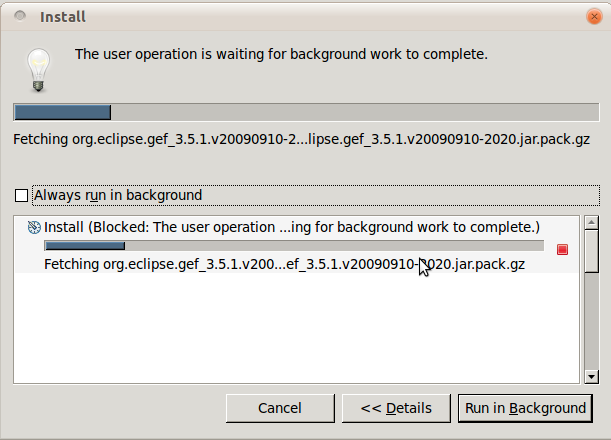 Install
The user operation is waiting for background work to complete.
Fetching org.eclipse.gef_3.5.1.v20090910-2...lipse.gef_3.5.1.v20090910-2020.jar.pack.gz
Always run in background
Install (Blocked: The user operation ...ing for background work to complete.)
Fetching org.eclipse.gef_3.5.1.v200...ef_3.5.1.v20090910-2020.jar.pack.gz
Cancel
<< Details
Run in Background